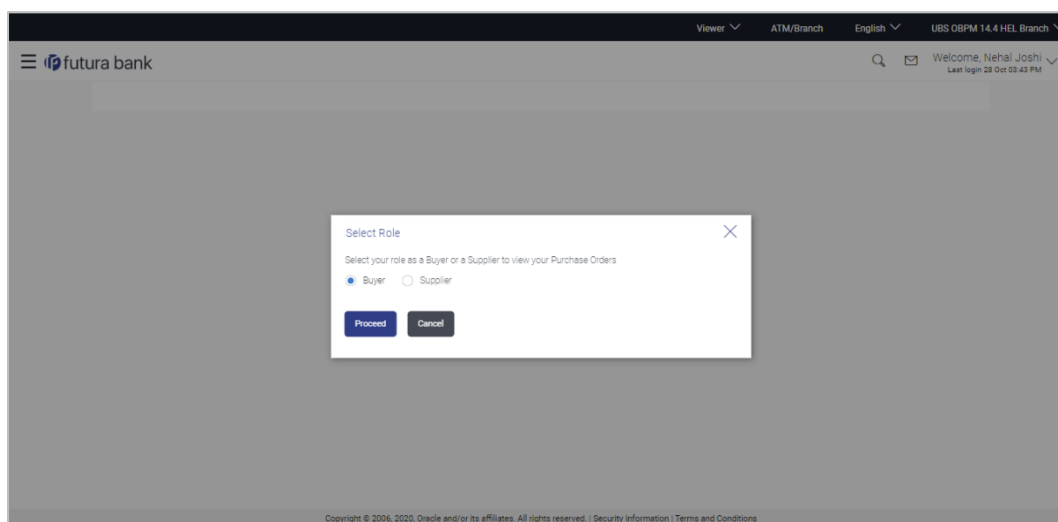 Viewer ATM/Branch English UBS OBPM 14.4 HEL Branch
futura bank
Welcome, Nehal Joshi
Last login 28 Oct 03:43 PM
Select Role
Select your role as a Buyer or a Supplier to view your Purchase Orders
Buyer Supplier
Proceed Cancel
Copyright © 2006, 2020, Oracle and/or its affiliates. All rights reserved. | Security Information | Terms and Conditions